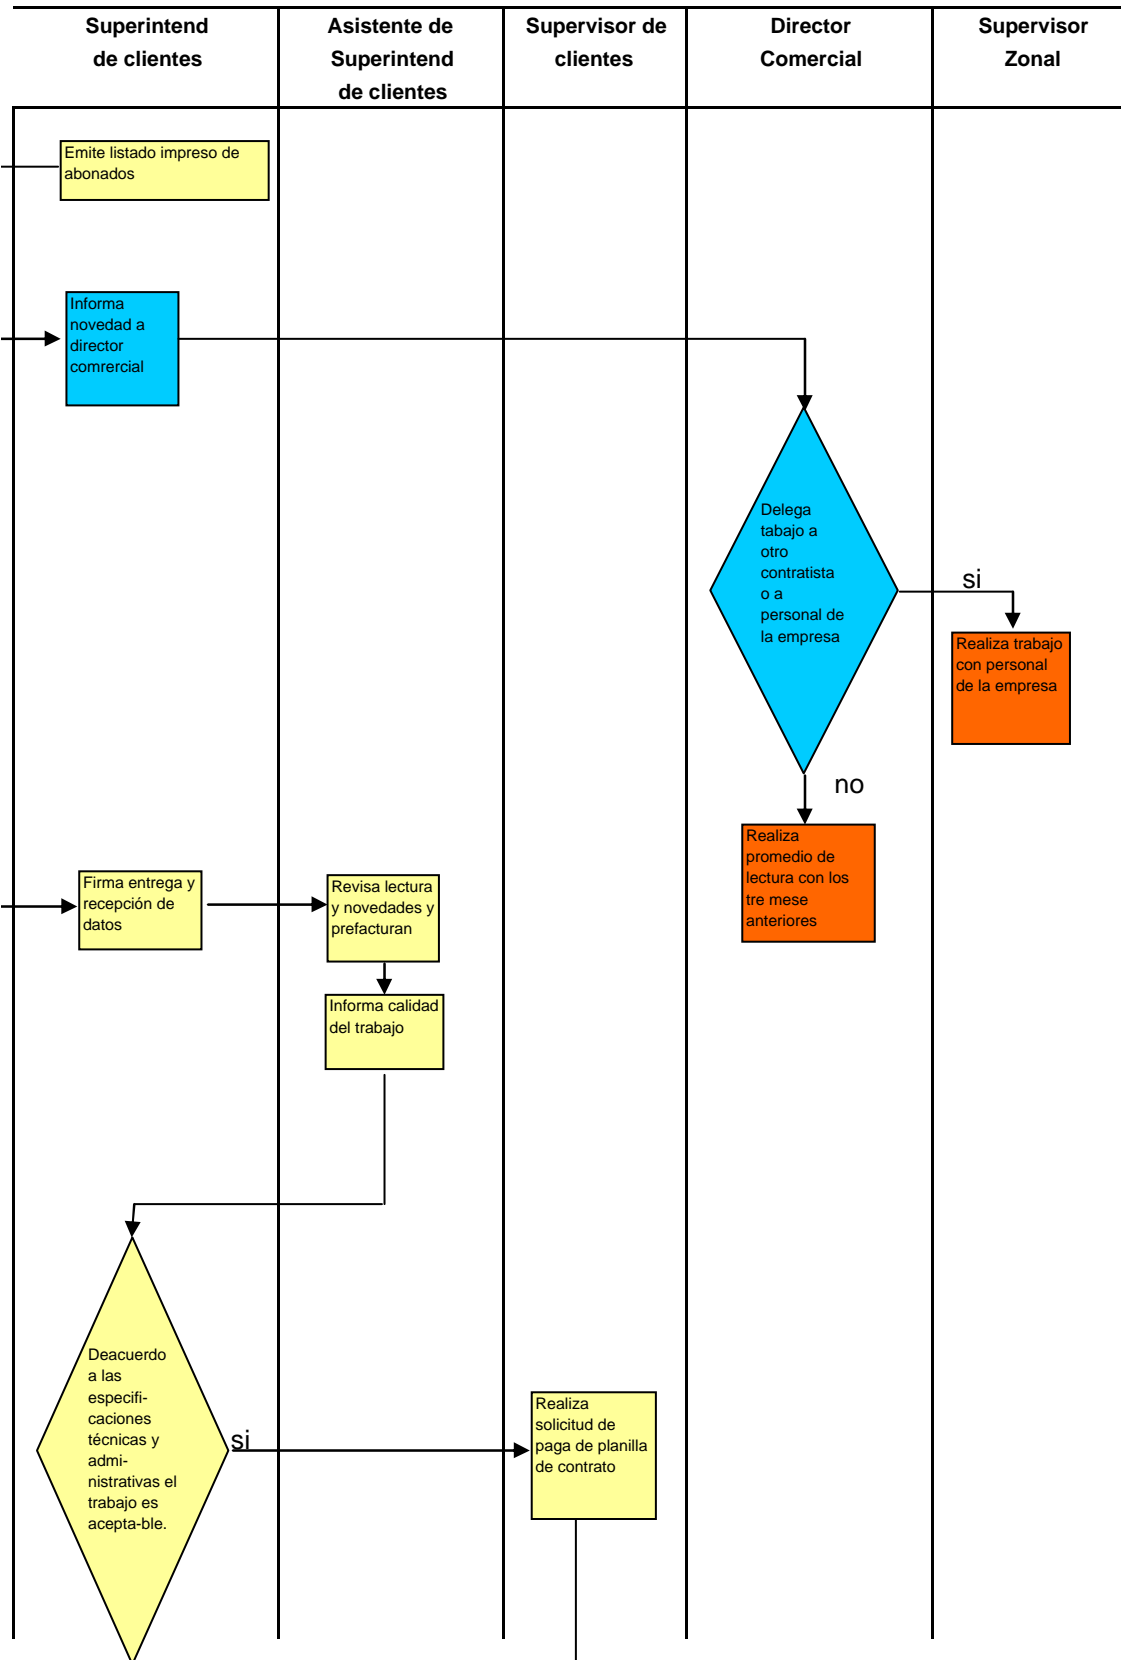 Superintend
de clientes
Asistente de
Superintend
de clientes
Supervisor de
clientes
Director
Comercial
Supervisor
Zonal
Emite listado impreso de
abonados
Informa
novedad a
director
comrercial
Delega
tabajo a
otro
contratista
o a
personal de
la empresa
si
Realiza trabajo
con personal
de la empresa
no
Realiza
promedio de
lectura con los
tre mese
anteriores
Firma entrega y
recepción de
datos
Revisa lectura
y novedades y
prefacturan
Informa calidad
del trabajo
Deacuerdo
a las
especifi-
caciones
técnicas y
admi-
nistrativas el
trabajo es
acepta-ble.
si
Realiza
solicitud de
paga de planilla
de contrato